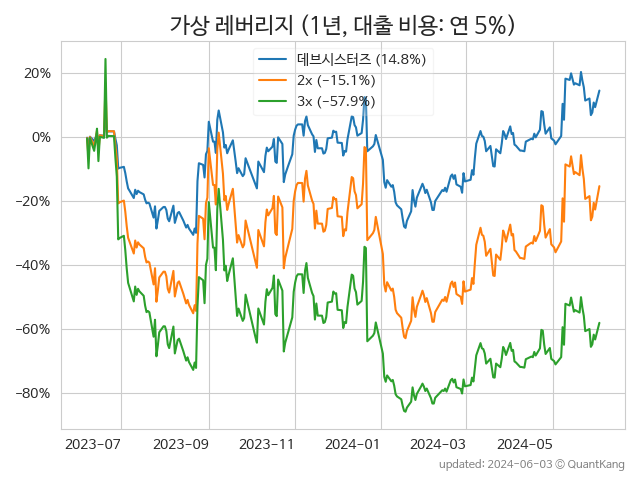 가상 레버리지 (1년, 대출 비용: 연 5%)
데브시스터즈 (14.8%)
2x (−15.1%)
3x (−57.9%)
20%
0%
−20%
−40%
−60%
−80%
2023-07
2023-09
2023-11
2024-01
2024-03
2024-05
updated: 2024-06-03 © QuantKang